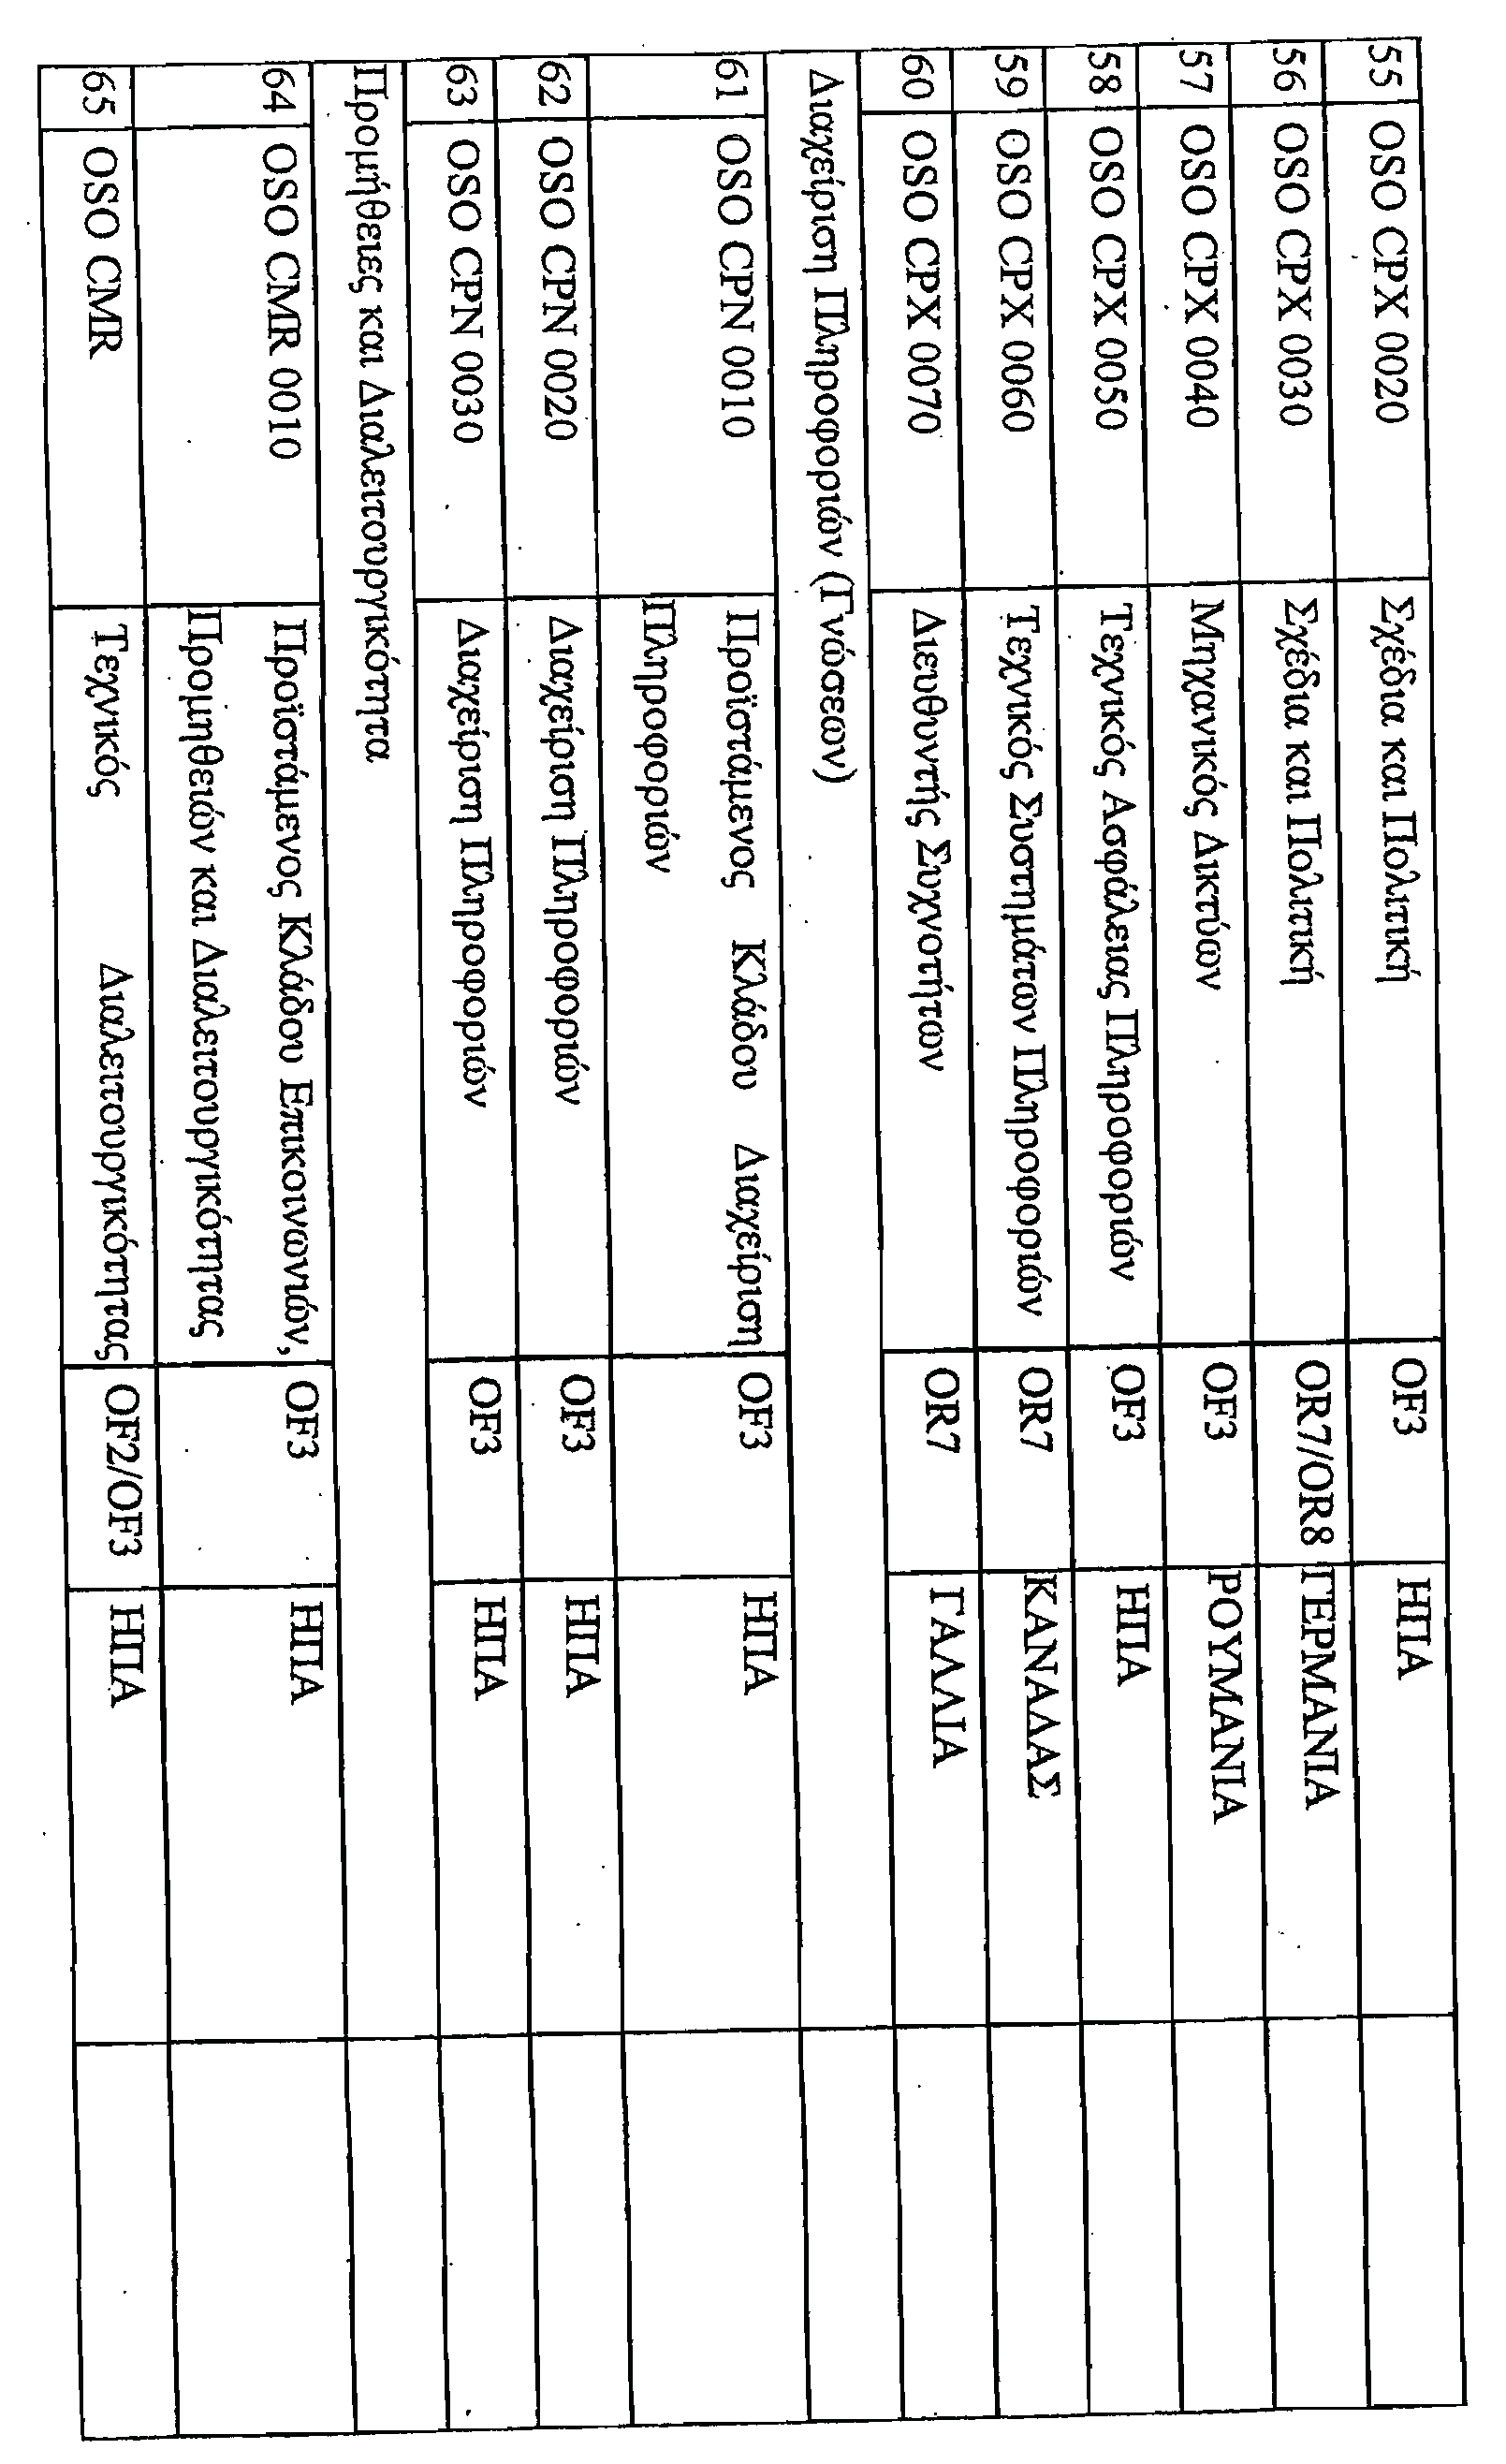 55 OSO CPX 0020 Σχέδια και Πολιτική OF3 ΗΠΑ
56 OSO CPX 0030 Σχέδια και Πολιτική OR7/OR8 ΓΕΡΜΑΝΙΑ
57 OSO CPX 0040 Μηχανικός Δικτύων OF3 ΡΟΥΜΑΝΙΑ
58 OSO CPX 0050 Τεχνικός Ασφάλειας Πληροφοριών OF3 ΗΠΑ
59 OSO CPX 0060 Τεχνικός Συστημάτων Πληροφοριών OR7 ΚΑΝΑΔΑΣ
60 OSO CPX 0070 Διευθυντής Συχνοτήτων OR7 ΓΑΛΛΙΑ
Διαχείριση Πληροφοριών (Γνώσεων)
61 OSO CPN 0010 Προϊστάμενος Κλάδου Διαχείριση OF3 ΗΠΑ
Πληροφοριών
62 OSO CPN 0020 Διαχείριση Πληροφοριών OF3 ΗΠΑ
63 OSO CPN 0030 Διαχείριση Πληροφοριών OF3 ΗΠΑ
Προμήθειες και Διαλειτουργικότητα
64 OSO CMR 0010 Προϊστάμενος Κλάδου Επικοινωνιών, OF3 ΗΠΑ
Προμηθειών και Διαλειτουργικότητας
65 OSO CMR Τεχνικός Διαλειτουργικότητας OF2/OF3 ΗΠΑ